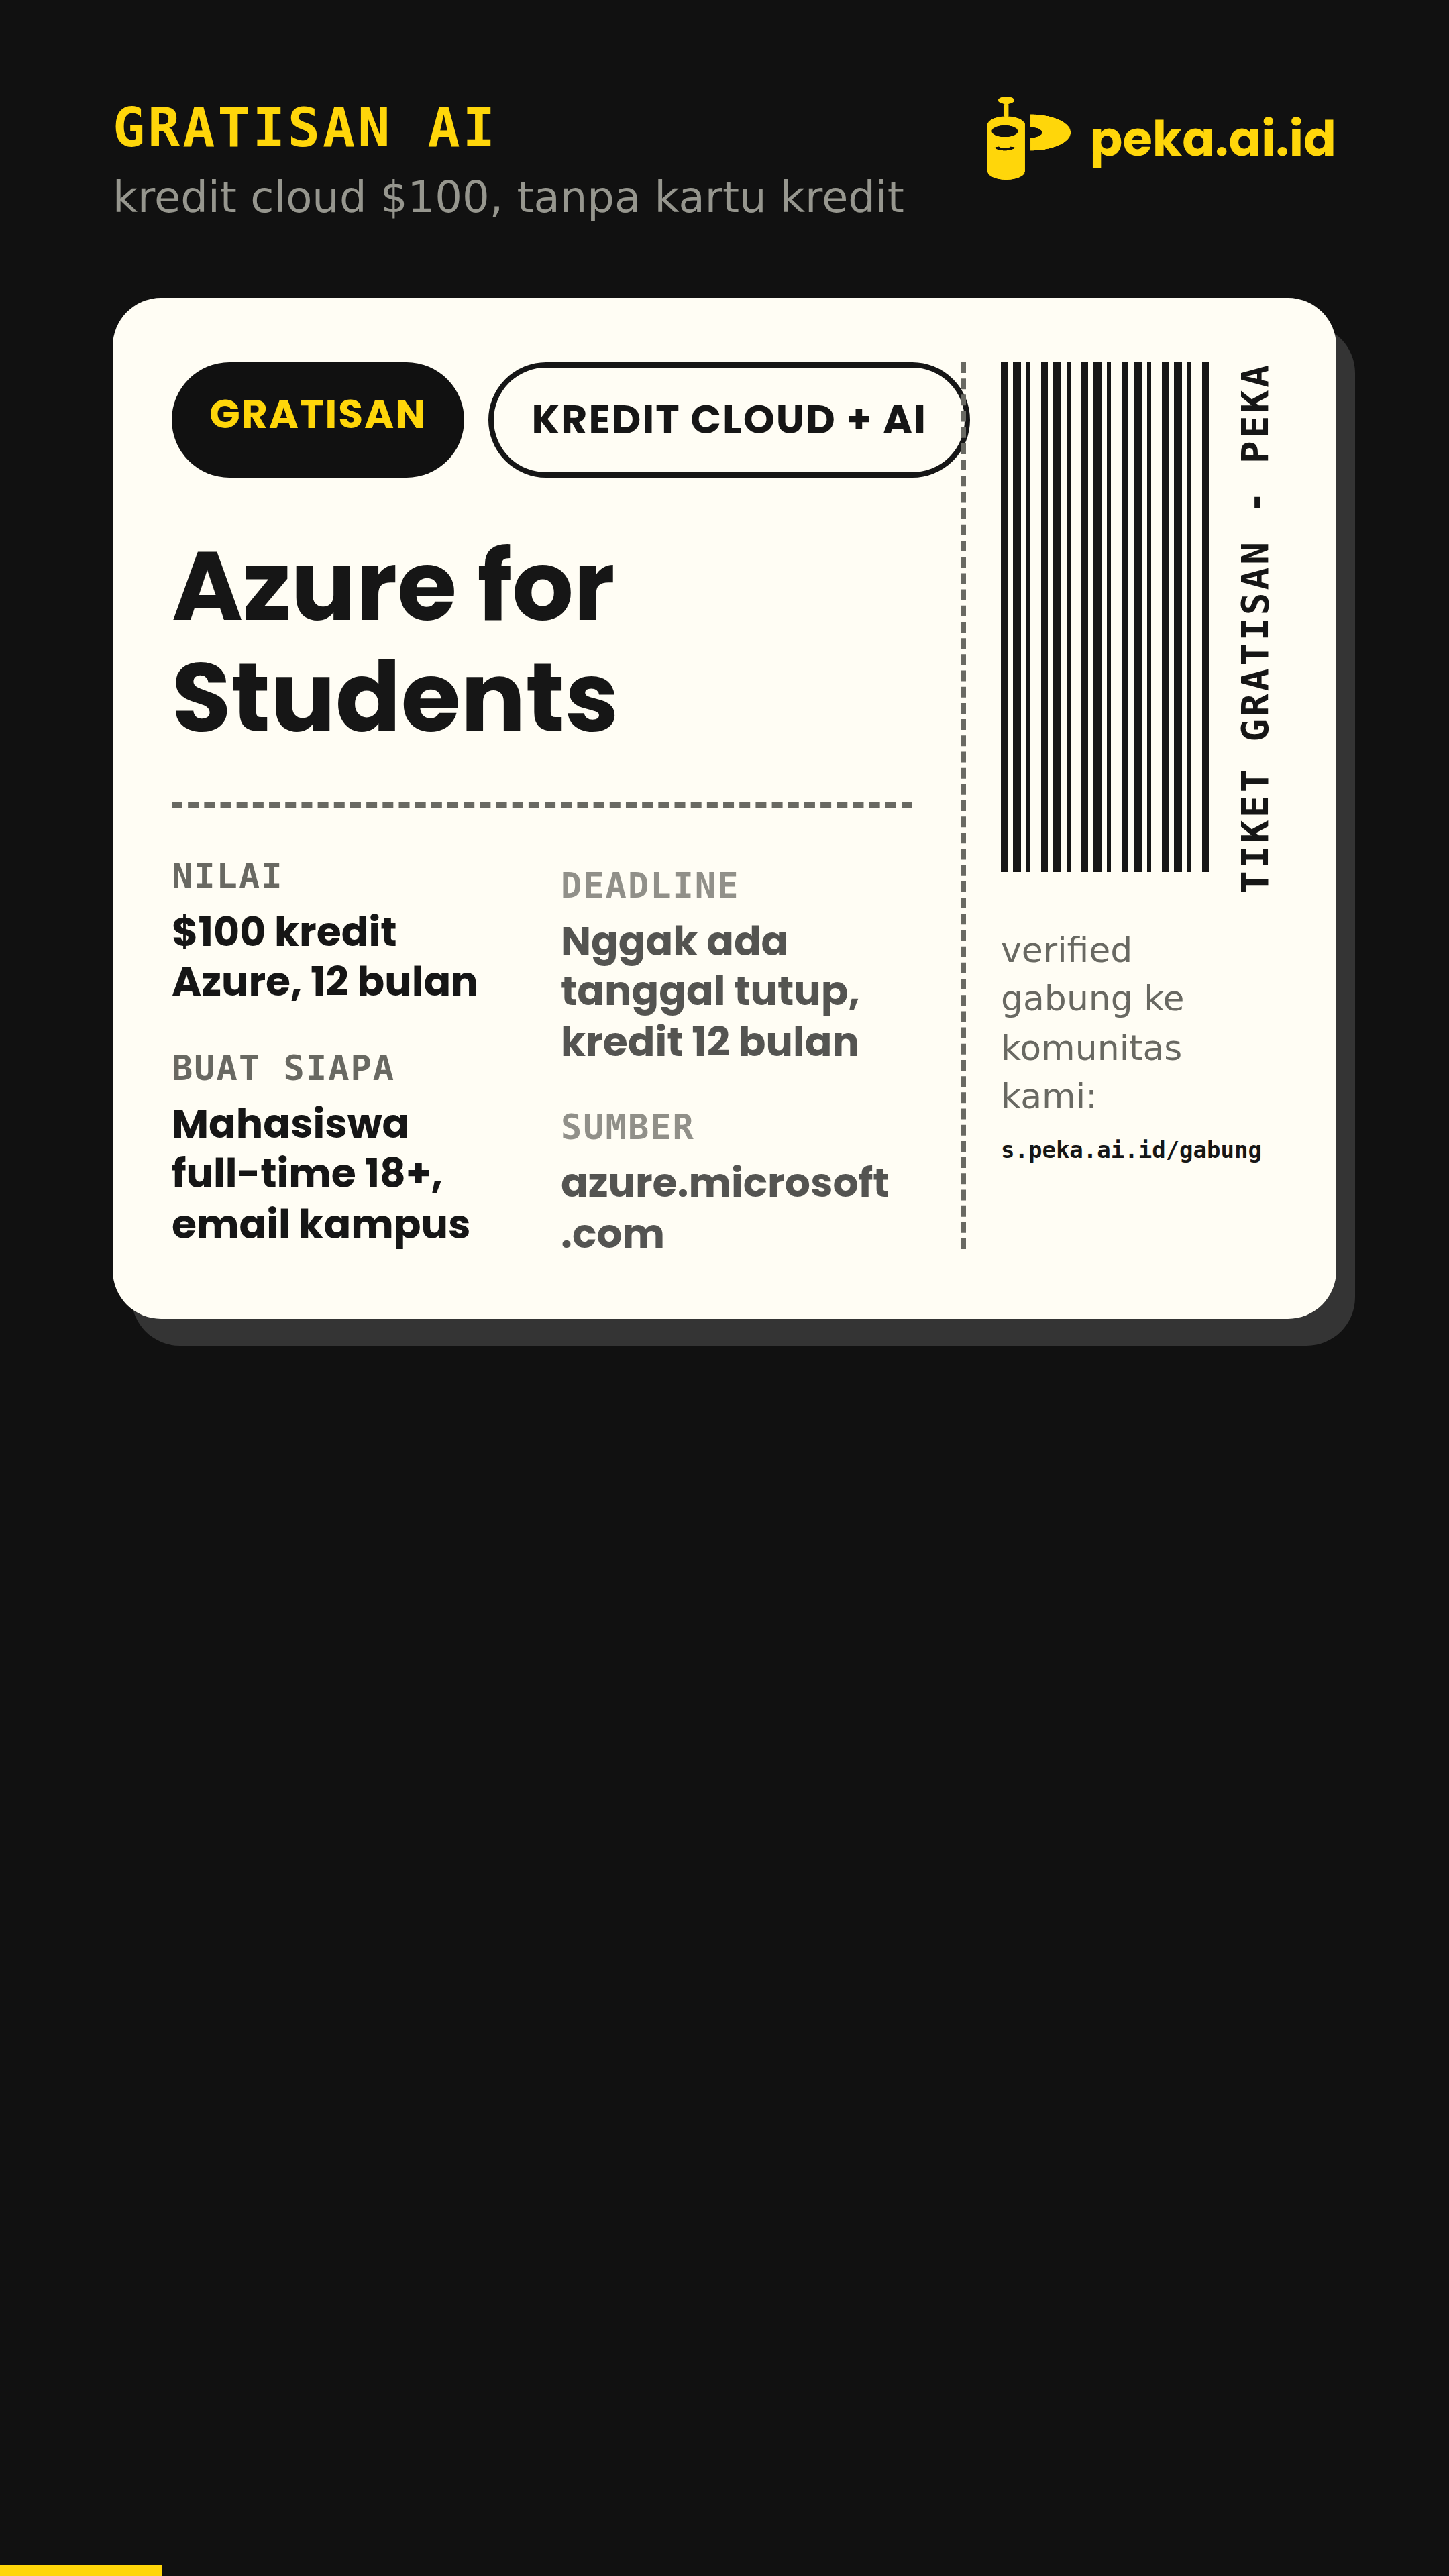 GRATISAN AI
kredit cloud $100, tanpa kartu kredit
peka.ai.id
GRATISAN
KREDIT CLOUD + AI
Azure for
Students
NILAI
$100 kredit
Azure, 12 bulan
BUAT SIAPA
Mahasiswa
full-time 18+,
email kampus
DEADLINE
Nggak ada
tanggal tutup,
kredit 12 bulan
SUMBER
azure.microsoft
.com
TIKET GRATISAN - PEKA
verified
gabung ke
komunitas
kami:
s.peka.ai.id/gabung